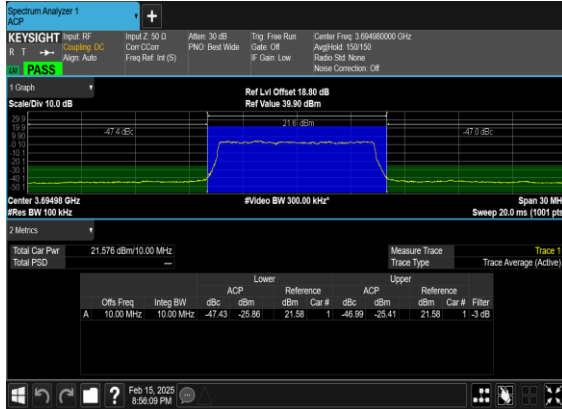 Spectrum Analyzer 1
ACP
+
KEYSIGHT Input: RF Input Z: 50 Ω Atten: 30 dB Trig: Free Run Center Freq: 3.694980000 GHz
R T Coupling: DC Corr CCorr PNO: Best Wide Gate: Off Avg|Hold: 150/150
Align: Auto Freq Ref: Int (S) IF Gain: Low Radio Std: None
PASS Noise Correction: Off
1 Graph
Scale/Div 10.0 dB Ref Lvl Offset 18.80 dB
Ref Value 39.90 dBm
29.9
19.9
9.90
-0.10
-10.1
-20.1
-30.1
-40.1
-50.1
-47.4 dBc 21.6 dBm -47.0 dBc
Center 3.69498 GHz #Video BW 300.00 kHz* Span 30 MH
#Res BW 100 kHz Sweep 20.0 ms (1001 pts
2 Metrics
Total Car Pwr 21.576 dBm/10.00 MHz Measure Trace Trace 1
Total PSD — Trace Type Trace Average (Active)
Lower Upper
ACP Reference ACP Reference
Offs Freq Integ BW dBc dBm dBm Car # dBc dBm dBm Car # Filter
A 10.00 MHz 10.00 MHz -47.43 -25.86 21.58 1 -46.99 -25.41 21.58 1 -3 dB
? Feb 15, 2025
8:56:09 PM